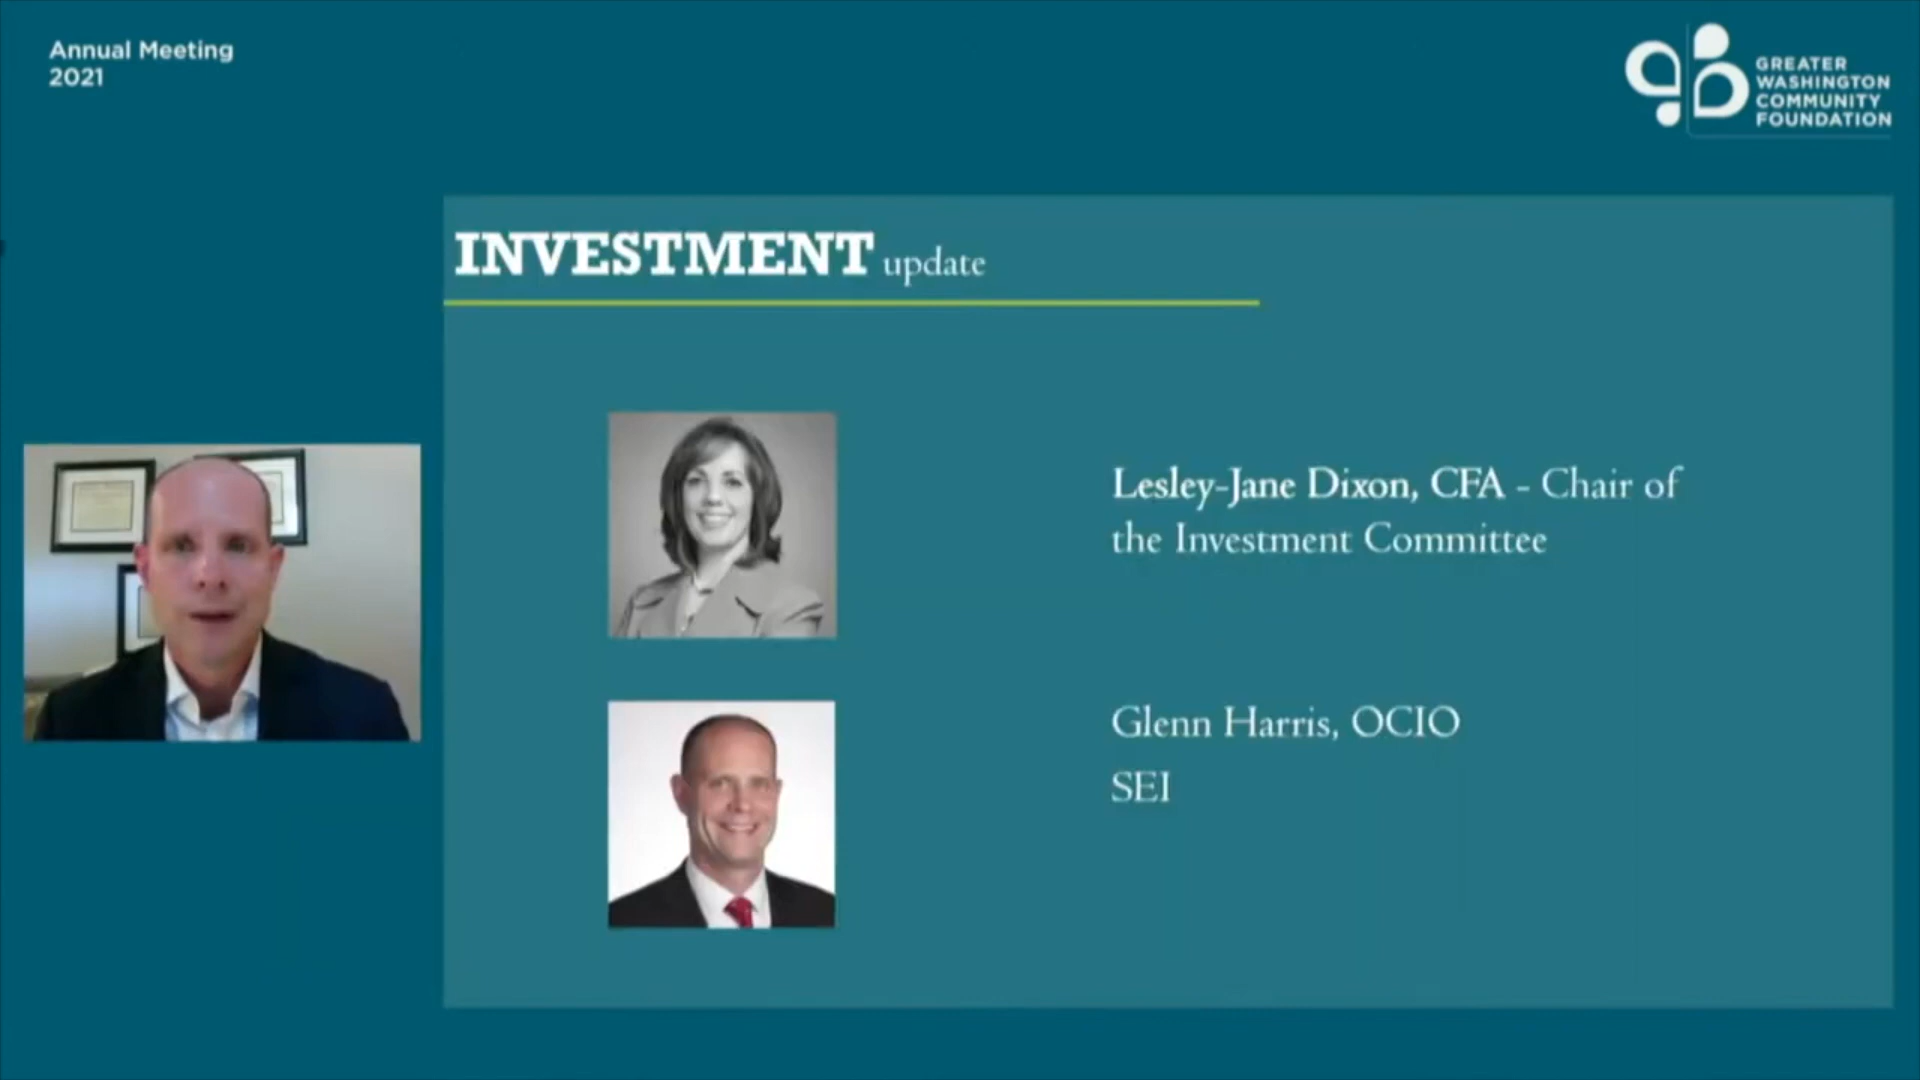 Annual Meeting
2021
GREATER
WASHINGTON
COMMUNITY
FOUNDATION
INVESTMENT update
Lesley-Jane Dixon, CFA - Chair of
the Investment Committee
Glenn Harris, OCIO
SEI